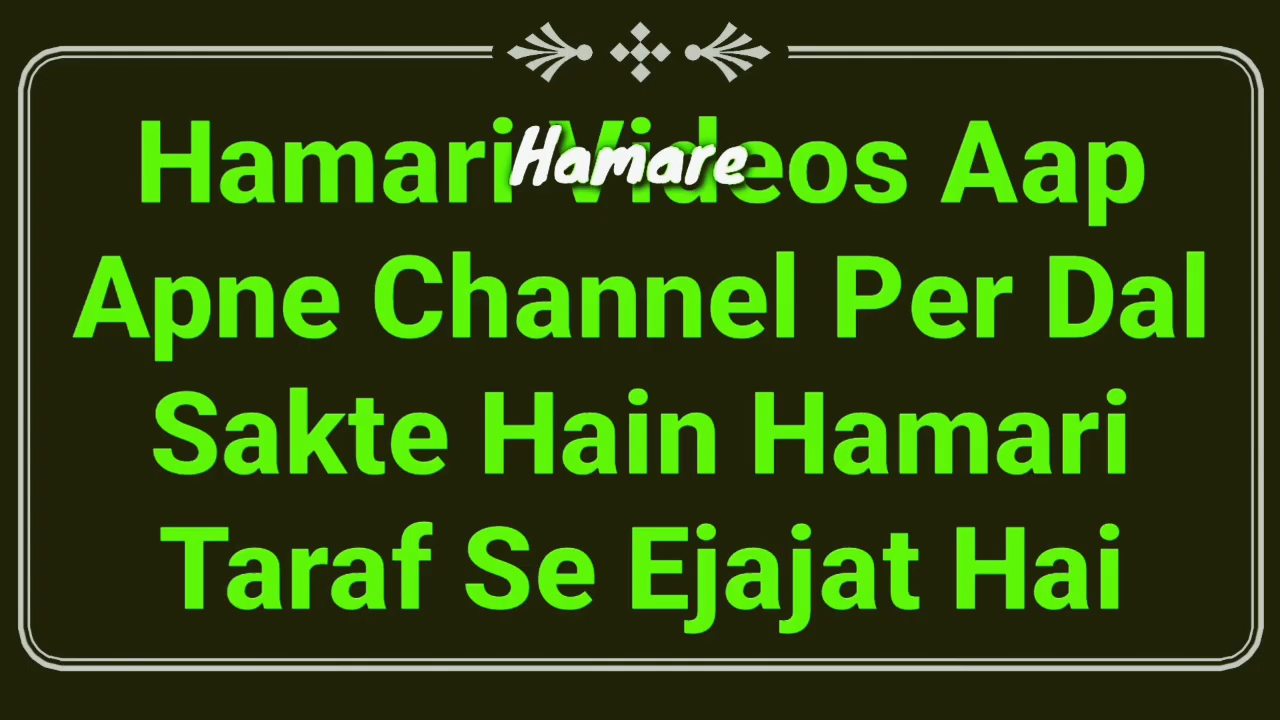 Hamari Videos Aap
Hamare
Apne Channel Per Dal
Sakte Hain Hamari
Taraf Se Ejajat Hai